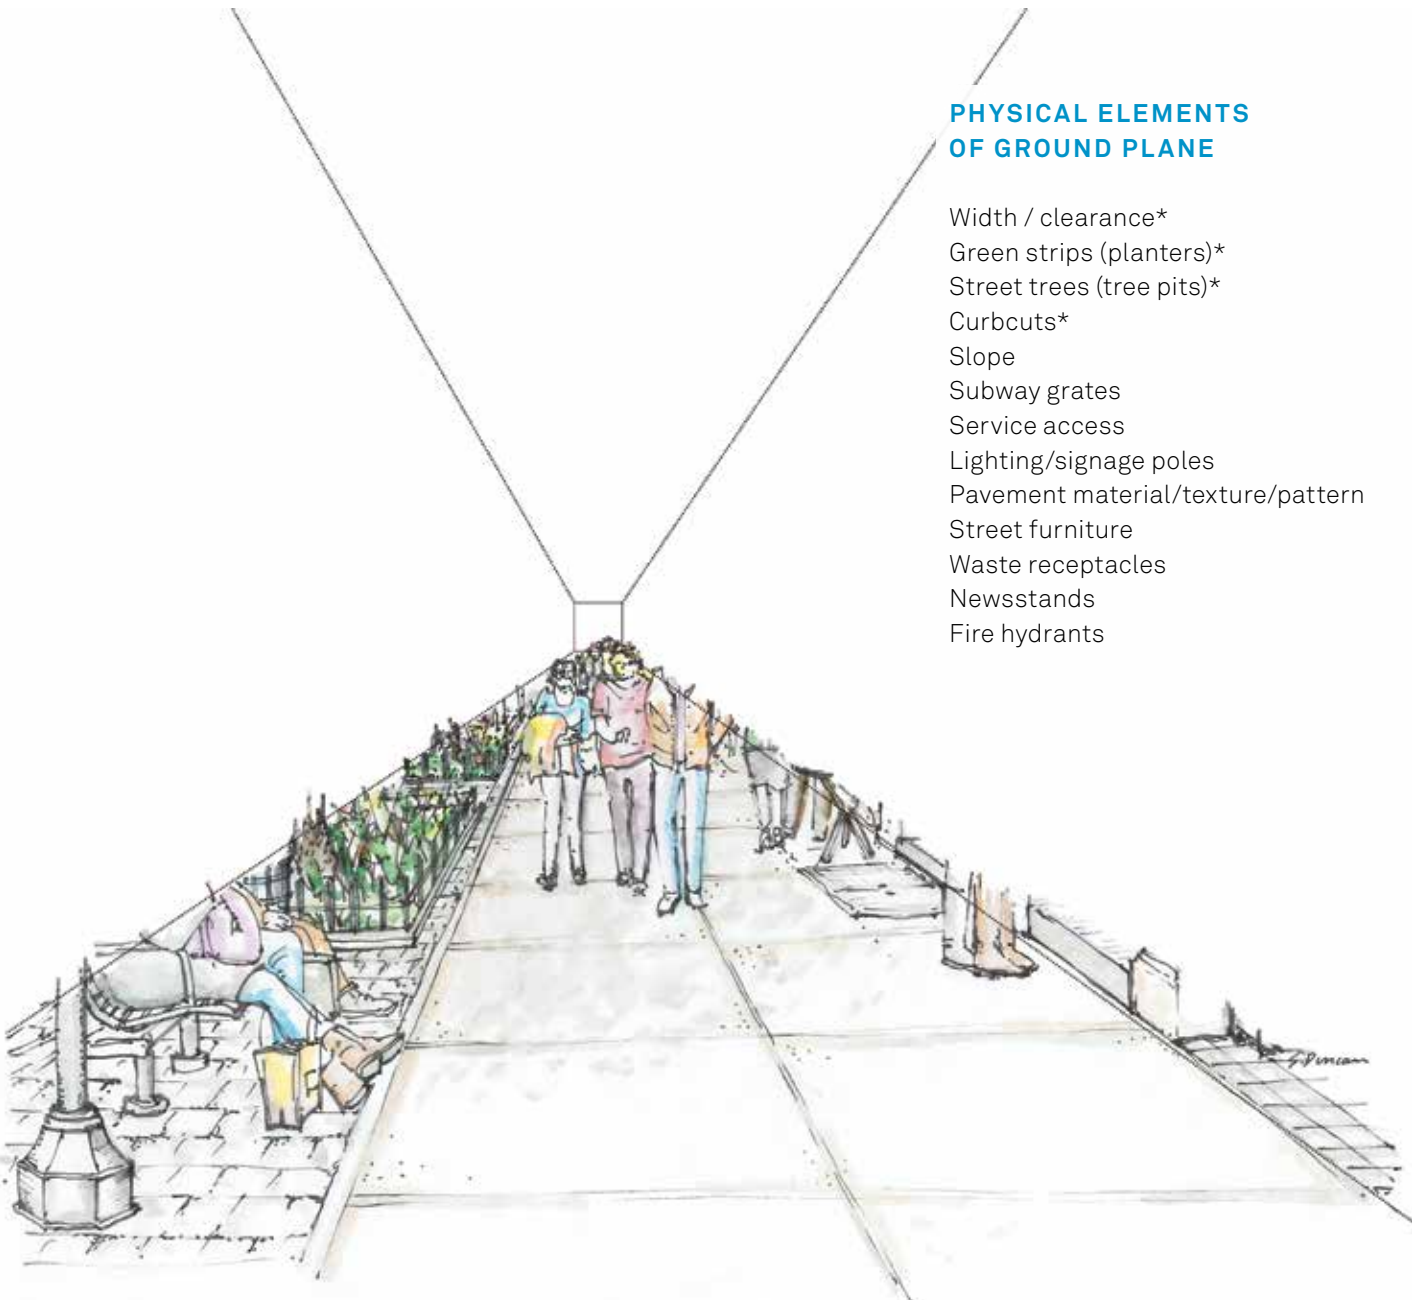 PHYSICAL ELEMENTS
OF GROUND PLANE
Width / clearance*
Green strips (planters)*
Street trees (tree pits)*
Curbcuts*
Slope
Subway grates
Service access
Lighting/signage poles
Pavement material/texture/pattern
Street furniture
Waste receptacles
Newsstands
Fire hydrants
S. Duncan